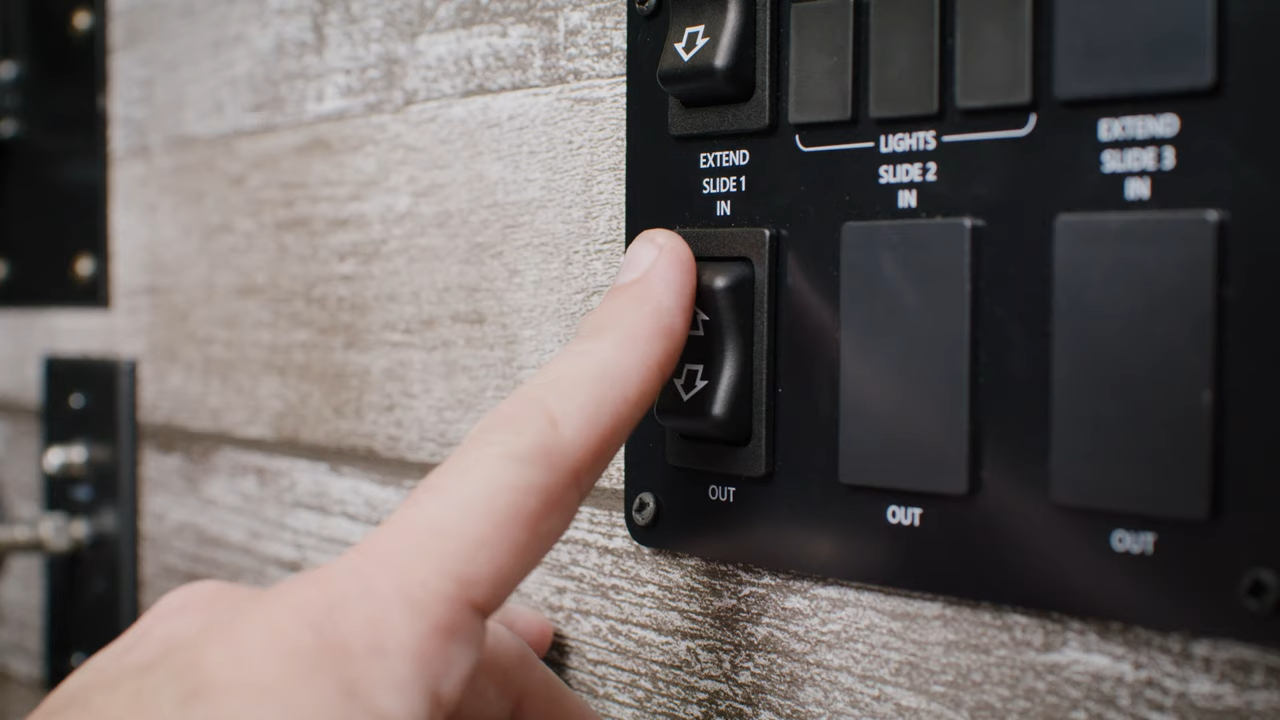 EXTEND
SLIDE 1
IN
OUT
LIGHTS
SLIDE 2
IN
OUT
EXTEND
SLIDE 3
IN
OUT